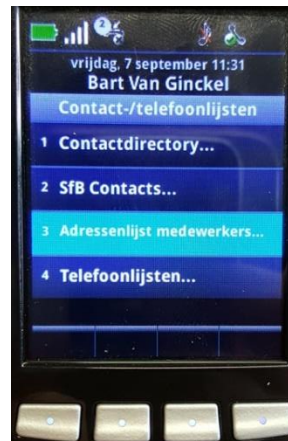 2
vrijdag, 7 september 11:31
Bart Van Ginckel
Contact-/telefoonlijsten
1 Contactdirectory...
2 SfB Contacts...
3 Adressenlijst medewerkers...
4 Telefoonlijsten...